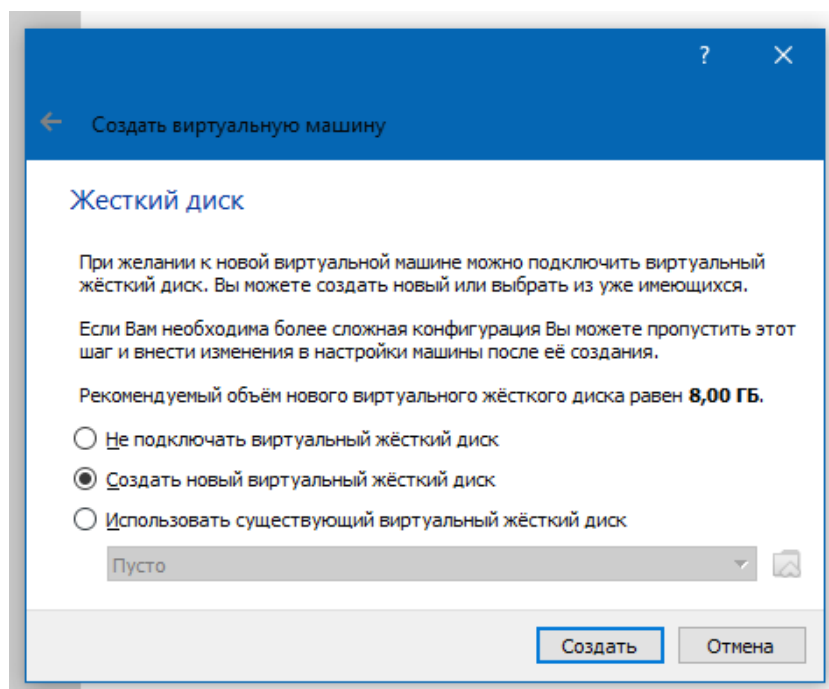 ?
Создать виртуальную машину
Жесткий диск
При желании к новой виртуальной машине можно подключить виртуальный
жёсткий диск. Вы можете создать новый или выбрать из уже имеющихся.
Если Вам необходима более сложная конфигурация Вы можете пропустить этот
шаг и внести изменения в настройки машины после её создания.
Рекомендуемый объём нового виртуального жёсткого диска равен 8,00 ГБ.
Не подключать виртуальный жёсткий диск
Создать новый виртуальный жёсткий диск
Использовать существующий виртуальный жёсткий диск
Пусто
Создать Отмена